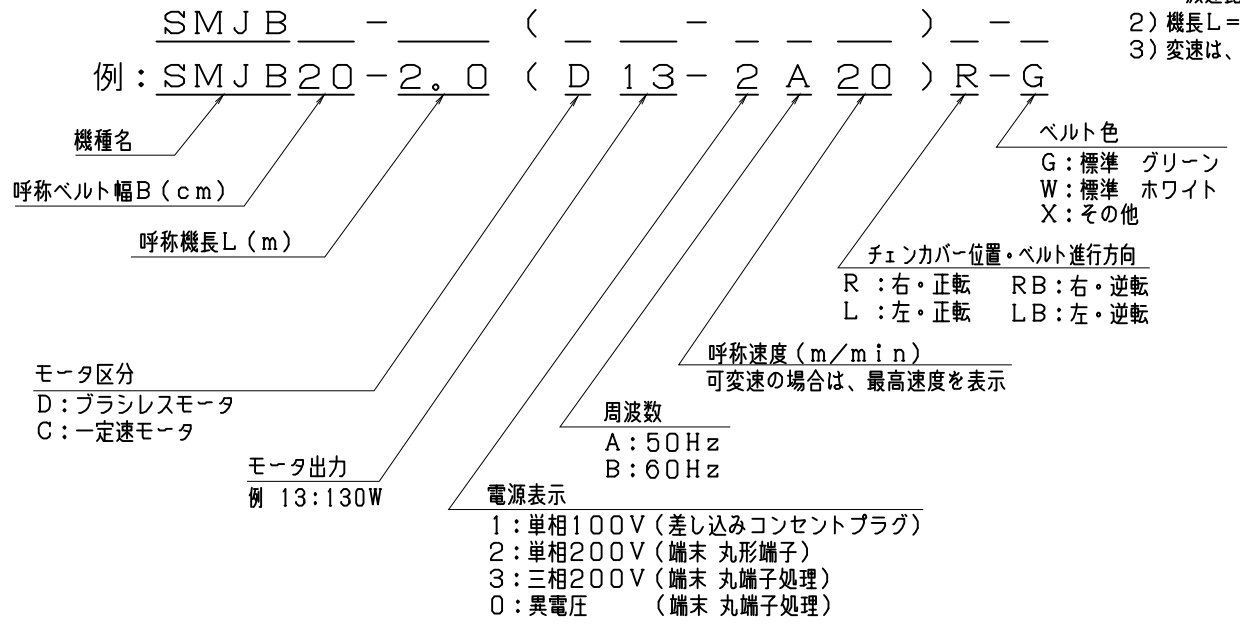 SMJB - ( - ) -
2)機長L=
例:SMJB20-2.0(D13-2A20)R-G
3)変速は、
機種名
呼称ベルト幅B(cm)
呼称機長L(m)
ベルト色
G:標準 グリーン
W:標準 ホワイト
X:その他
チェンカバー位置・ベルト進行方向
R:右・正転 RB:右・逆転
L:左・正転 LB:左・逆転
呼称速度(m/min)
可変速の場合は、最高速度を表示
モータ区分
D:ブラシレスモータ
C:一定速モータ
周波数
A:50Hz
B:60Hz
モータ出力
例 13:130W
電源表示
1:単相100V(差し込みコンセントプラグ)
2:単相200V(端末 丸形端子)
3:三相200V(端末 丸端子処理)
0:異電圧 (端末 丸端子処理)